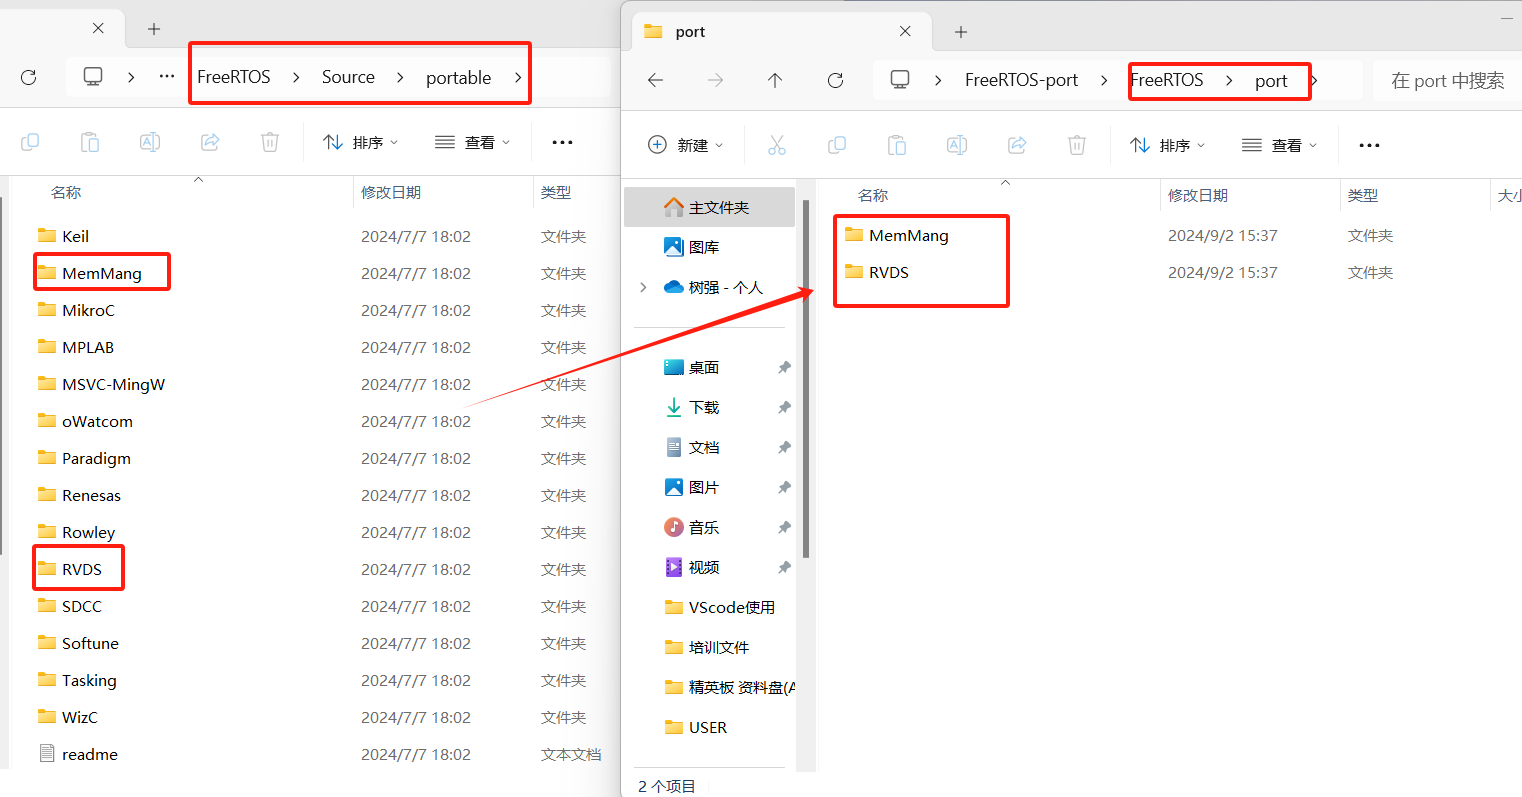 FreeRTOS > Source > portable >
排序
查看
名称 修改日期 类型
Keil 2024/7/7 18:02 文件夹
MemMang 2024/7/7 18:02 文件夹
MikroC 2024/7/7 18:02 文件夹
MPLAB 2024/7/7 18:02 文件夹
MSVC-MingW 2024/7/7 18:02 文件夹
oWatcom 2024/7/7 18:02 文件夹
Paradigm 2024/7/7 18:02 文件夹
Renesas 2024/7/7 18:02 文件夹
Rowley 2024/7/7 18:02 文件夹
RVDS 2024/7/7 18:02 文件夹
SDCC 2024/7/7 18:02 文件夹
Softune 2024/7/7 18:02 文件夹
Tasking 2024/7/7 18:02 文件夹
WizC 2024/7/7 18:02 文件夹
readme 2024/7/7 18:02 文本文档
port
FreeRTOS-port > FreeRTOS > port >
在 port 中搜索
新建
排序
查看
主文件夹
图库
树强 - 个人
桌面
下载
文档
图片
音乐
视频
VScode使用
培训文件
精英板 资料盘(A
USER
名称 修改日期 类型 大小
MemMang 2024/9/2 15:37 文件夹
RVDS 2024/9/2 15:37 文件夹
2 个项目